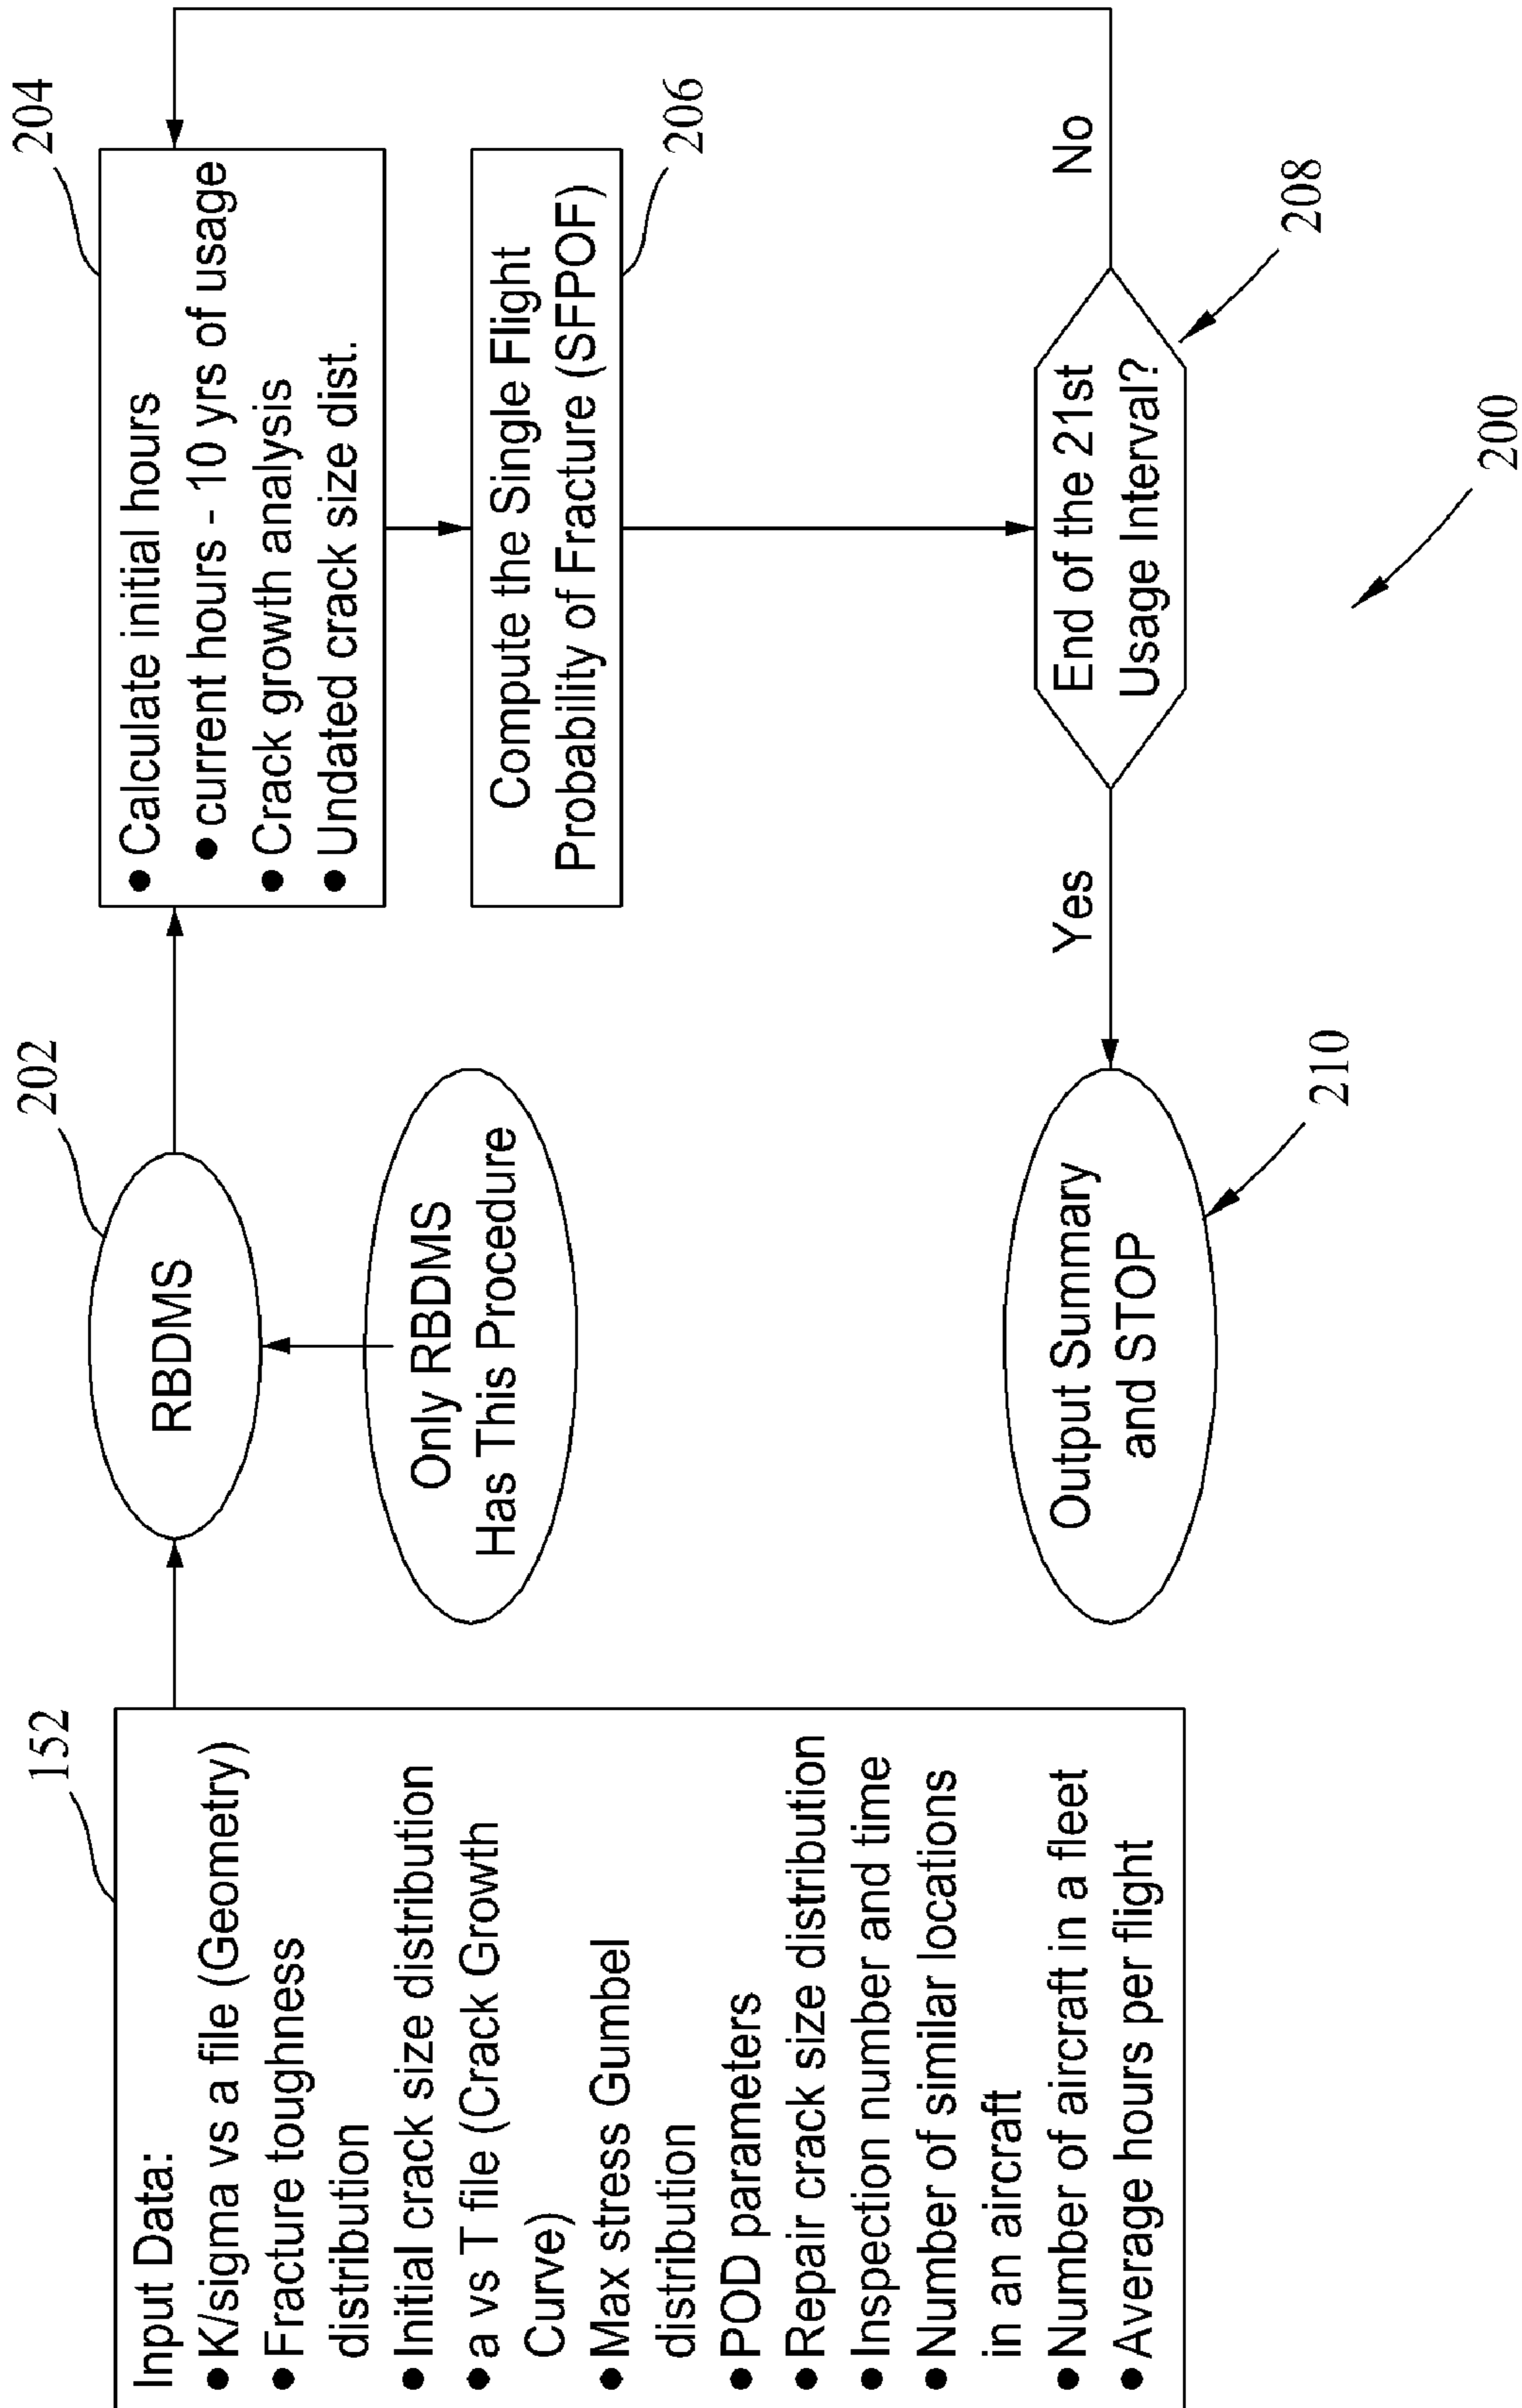 152
Input Data:
● K/sigma vs a file (Geometry)
● Fracture toughness
distribution
● Initial crack size distribution
● a vs T file (Crack Growth
Curve)
● Max stress Gumbel
distribution
● POD parameters
● Repair crack size distribution
● Inspection number and time
● Number of similar locations
in an aircraft
● Number of aircraft in a fleet
● Average hours per flight
202
RBDMS
Only RBDMS
Has This Procedure
204
● Calculate initial hours
● current hours - 10 yrs of usage
● Crack growth analysis
● Undated crack size dist.
Compute the Single Flight
Probability of Fracture (SFPOF)
206
End of the 21st
Usage Interval?
No
208
Yes
Output Summary
and STOP
210
200